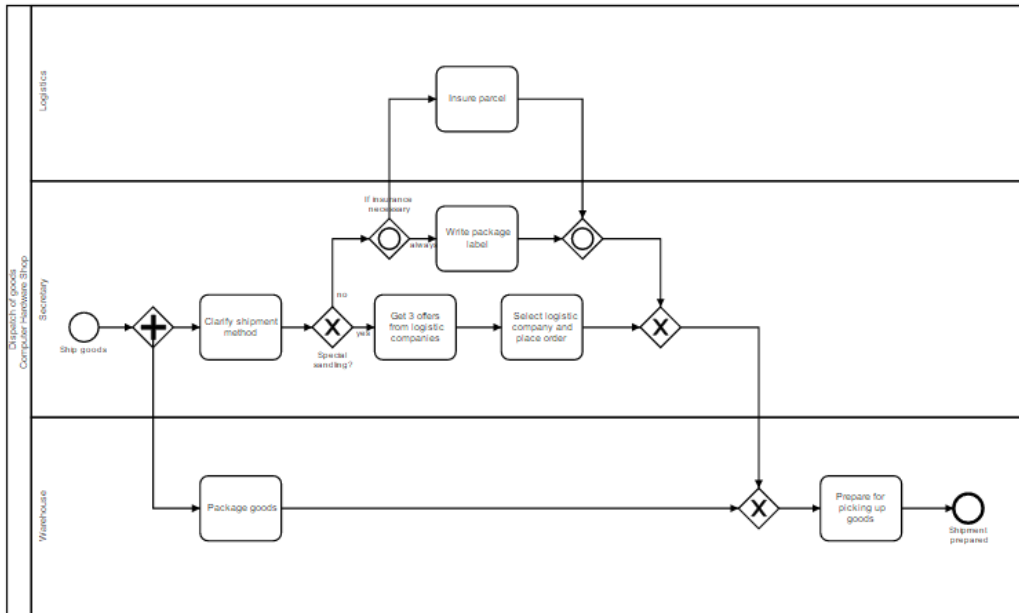 Dispatch of goods
Computer Hardware Shop
Logistics
Insure parcel
Secretary
If insurance
necessary
always
Write package
label
no
Ship goods
Clarify shipment
method
Special
sandling?
yes
Get 3 offers
from logistic
companies
Select logistic
company and
place order
Warehouse
Package goods
Prepare for
picking up
goods
Shipment
prepared